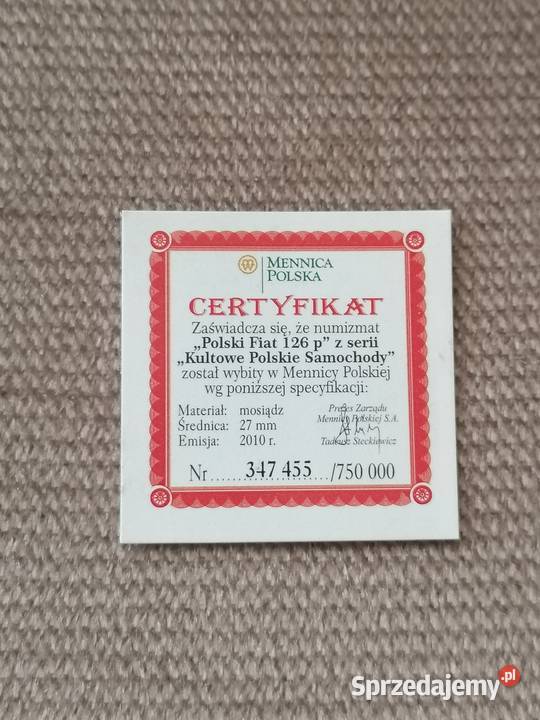 MENNICA
POLSKA
CERTYFIKAT
Zaświadcza się, że numizmat
„Polski Fiat 126 p” z serii
„Kultowe Polskie Samochody”
został wybity w Mennicy Polskiej
wg poniższej specyfikacji:
Materiał: mosiądz
Średnica: 27 mm
Emisja: 2010 r.
Prezes Zarządu
Mennicy Polskiej S.A.
Tadeusz Steckiewicz
Nr 347 455 /750 000
Sprzedajemy.pl